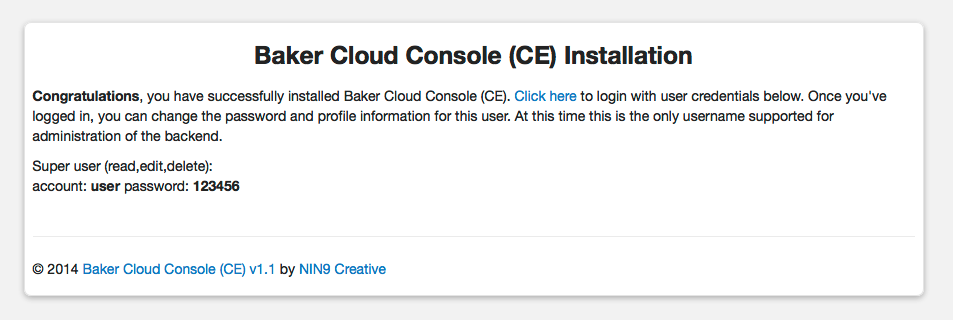 Baker Cloud Console (CE) Installation
Congratulations, you have successfully installed Baker Cloud Console (CE). Click here to login with user credentials below. Once you've
logged in, you can change the password and profile information for this user. At this time this is the only username supported for
administration of the backend.
Super user (read,edit,delete):
account: user password: 123456
© 2014 Baker Cloud Console (CE) v1.1 by NIN9 Creative